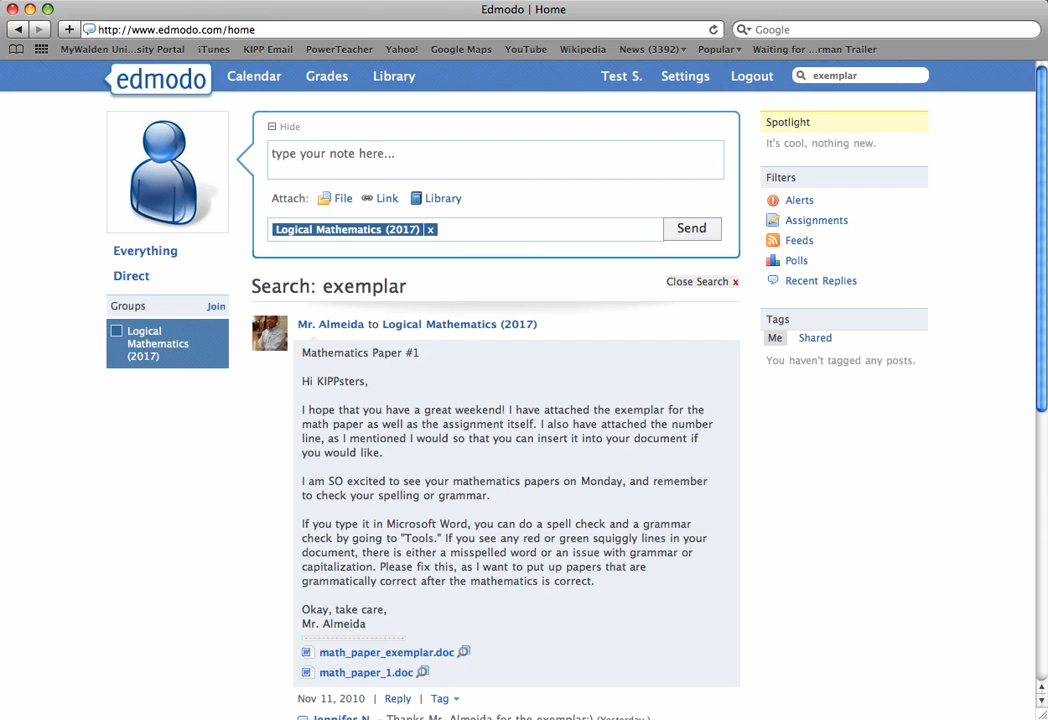 Edmodo | Home
http://www.edmodo.com/home
Google
MyWalden Uni...sity Portal iTunes KIPP Email PowerTeacher Yahoo! Google Maps YouTube Wikipedia News (3392) Popular Waiting for ...rman Trailer
edmodo Calendar Grades Library Test S. Settings Logout exemplar
Hide
type your note here...
Attach: File Link Library
Logical Mathematics (2017) x Send
Everything
Direct
Groups Join
Logical
Mathematics
(2017)
Search: exemplar Close Search x
Mr. Almeida to Logical Mathematics (2017)
Mathematics Paper #1
Hi KIPPsters,
I hope that you have a great weekend! I have attached the exemplar for the
math paper as well as the assignment itself. I also have attached the number
line, as I mentioned I would so that you can insert it into your document if
you would like.
I am SO excited to see your mathematics papers on Monday, and remember
to check your spelling or grammar.
If you type it in Microsoft Word, you can do a spell check and a grammar
check by going to "Tools." If you see any red or green squiggly lines in your
document, there is either a misspelled word or an issue with grammar or
capitalization. Please fix this, as I want to put up papers that are
grammatically correct after the mathematics is correct.
Okay, take care,
Mr. Almeida
math_paper_exemplar.doc
math_paper_1.doc
Nov 11, 2010 | Reply | Tag
Jennifer N. - Thanks Mr. Almeida for the exemplar:) (Yesterday )
Spotlight
It's cool, nothing new.
Filters
Alerts
Assignments
Feeds
Polls
Recent Replies
Tags
Me Shared
You haven't tagged any posts.